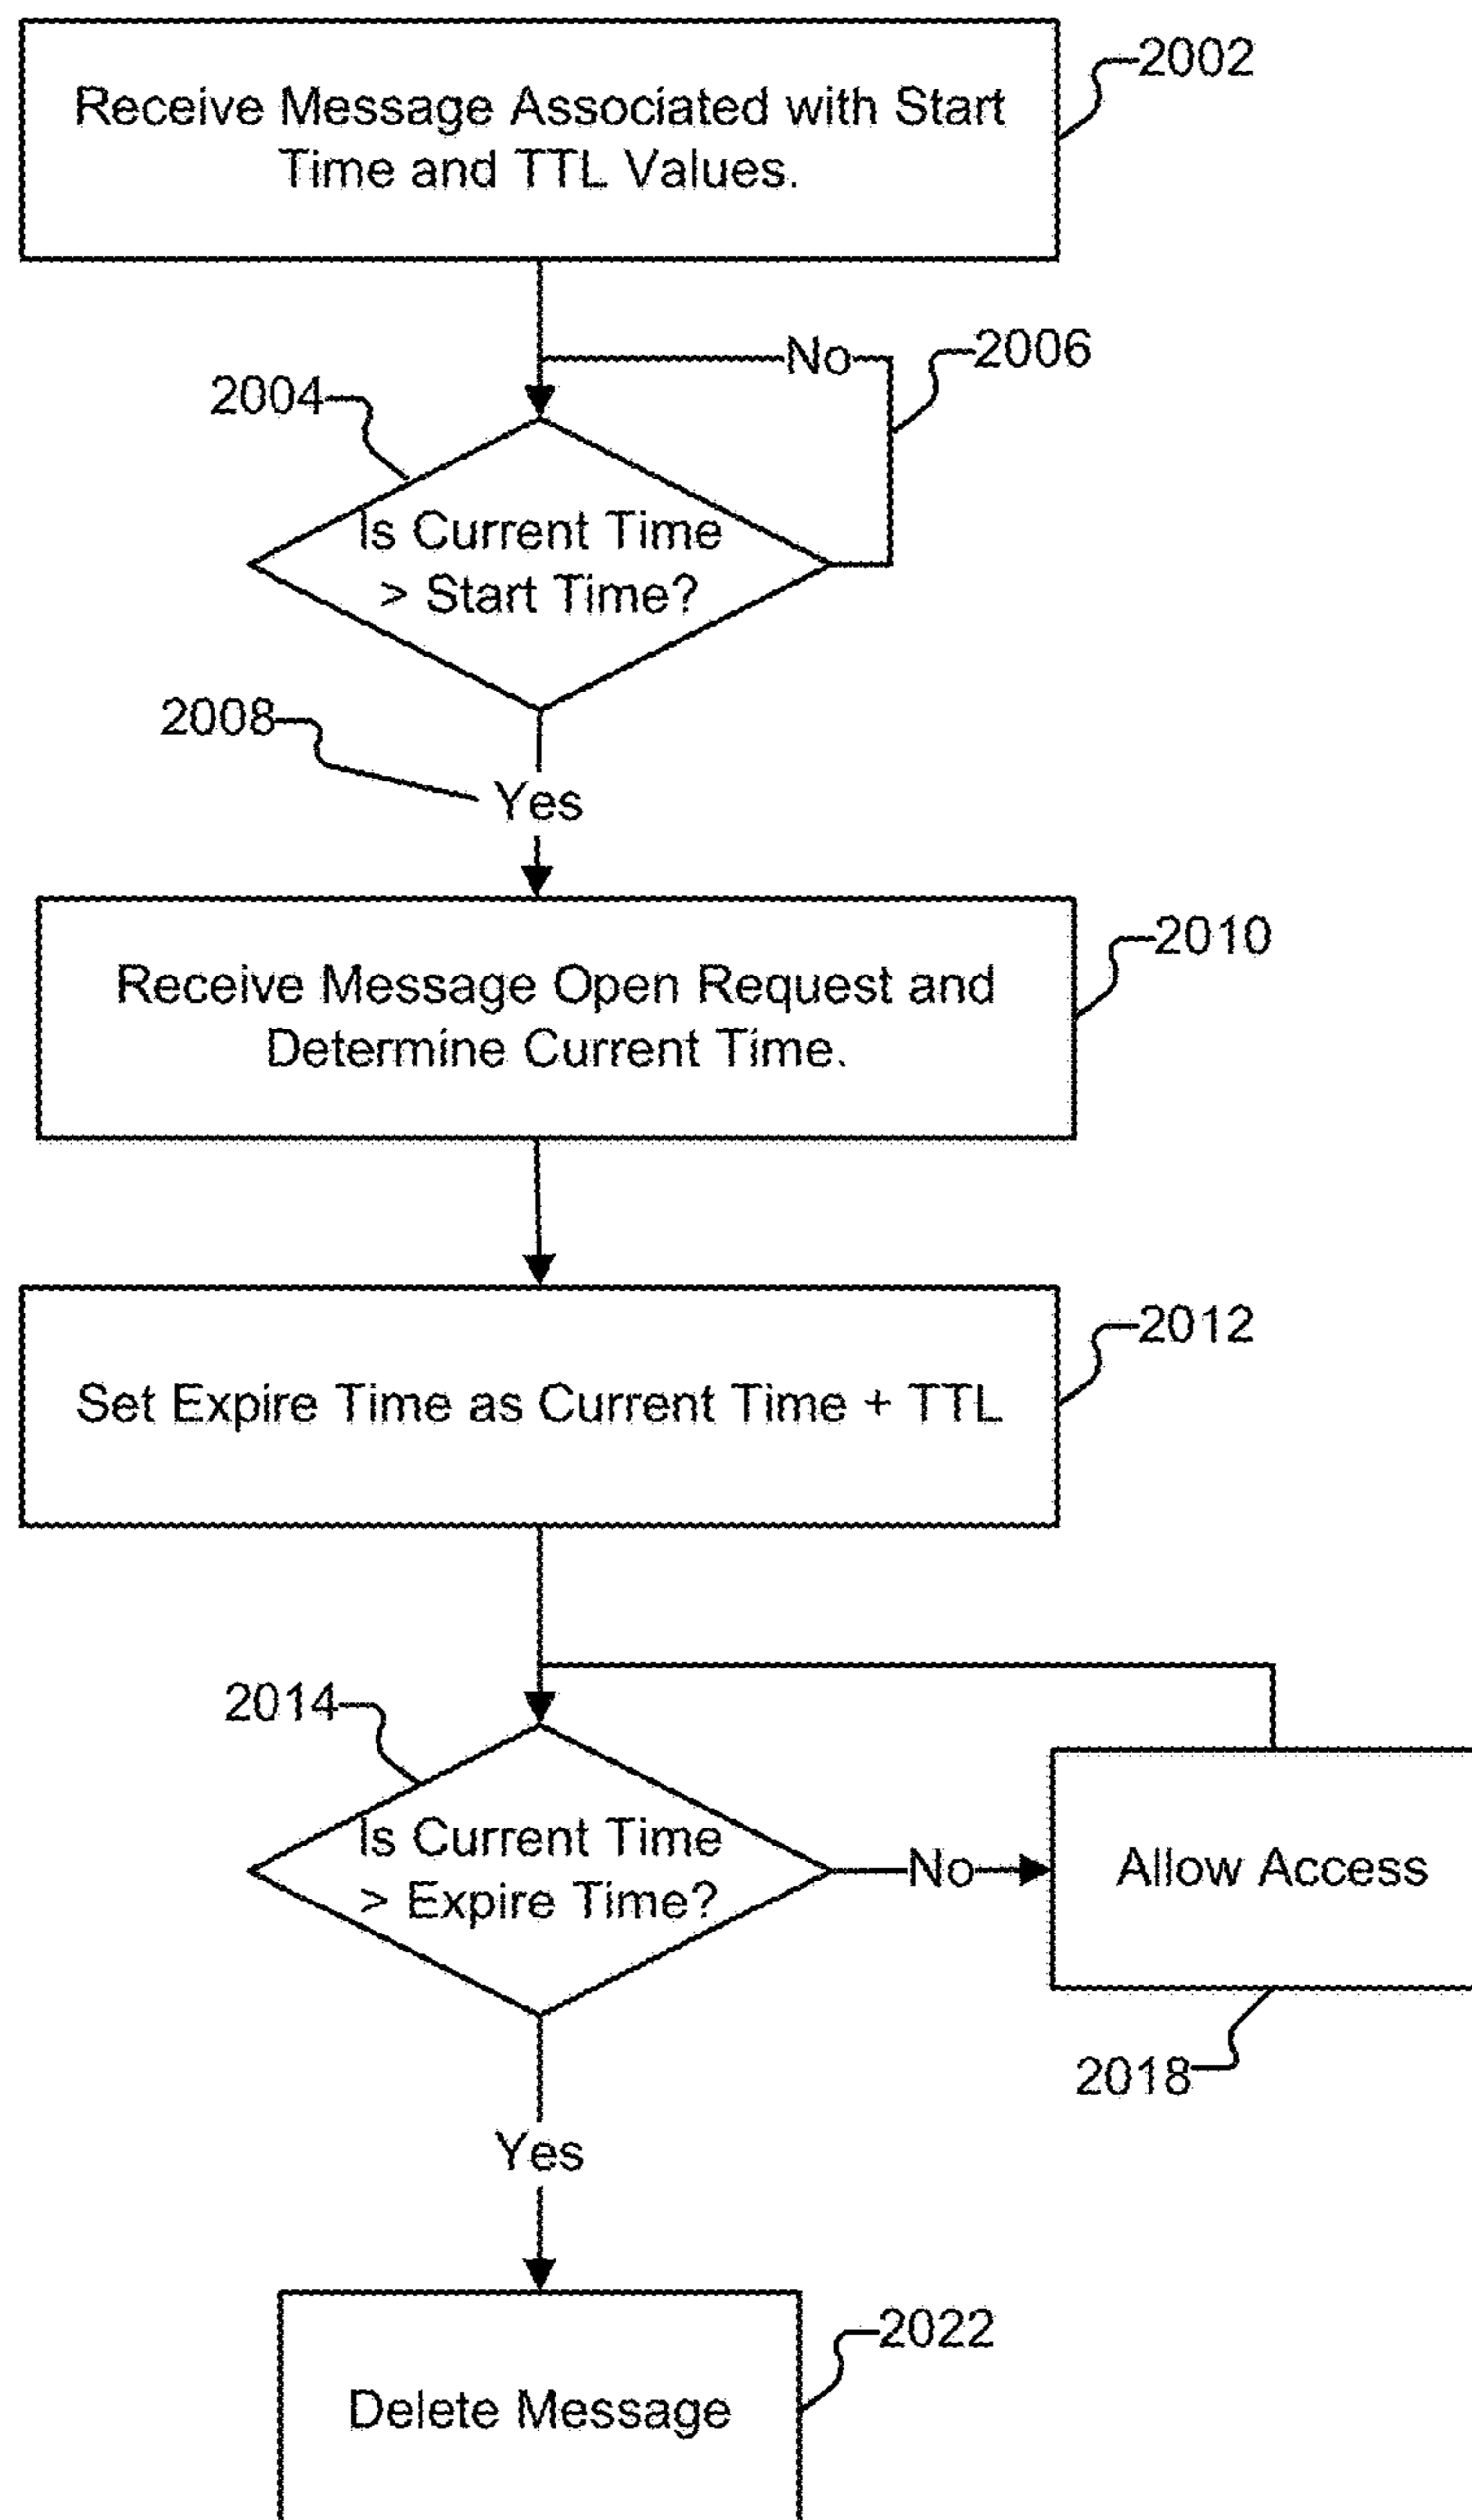 2002
Receive Message Associated with Start
Time and TTL Values.
No
2006
2004
Is Current Time
> Start Time?
2008
Yes
2010
Receive Message Open Request and
Determine Current Time.
2012
Set Expire Time as Current Time + TTL
2014
Is Current Time
> Expire Time?
No
Allow Access
2018
Yes
2022
Delete Message